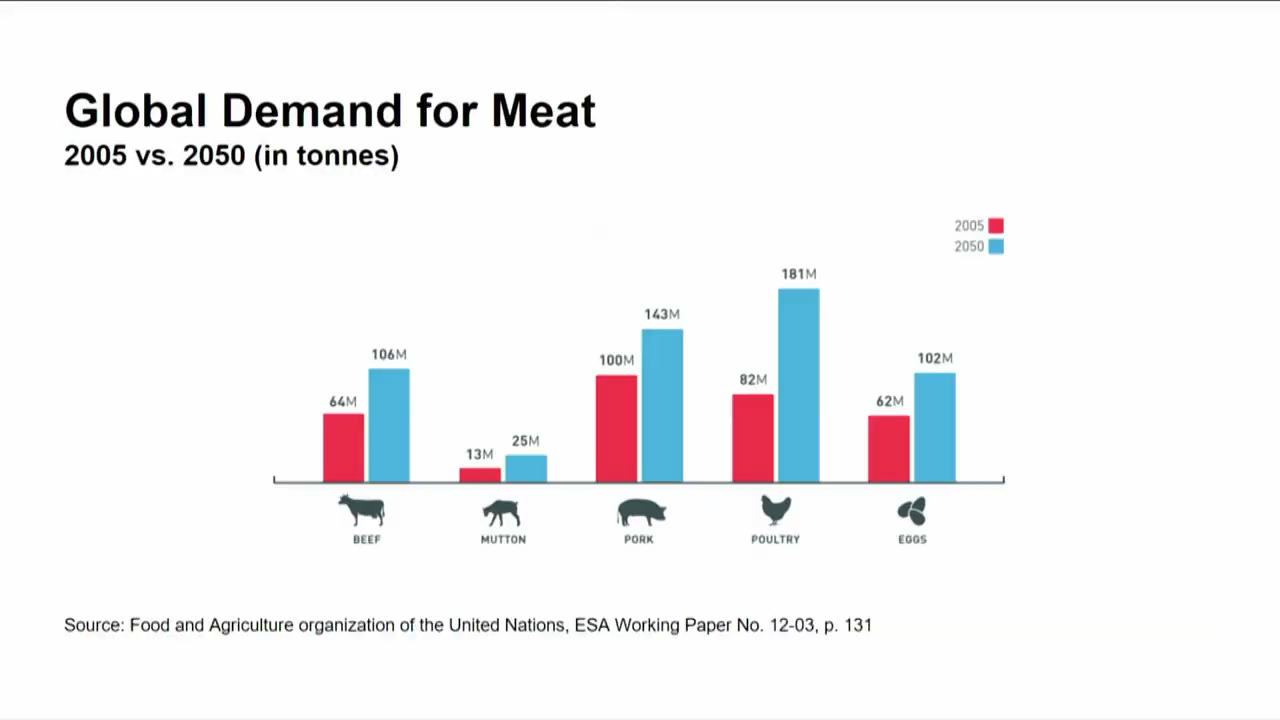 Global Demand for Meat
2005 vs. 2050 (in tonnes)
2005
2050
64M
106M
13M
25M
100M
143M
82M
181M
62M
102M
BEEF
MUTTON
PORK
POULTRY
EGGS
Source: Food and Agriculture organization of the United Nations, ESA Working Paper No. 12-03, p. 131